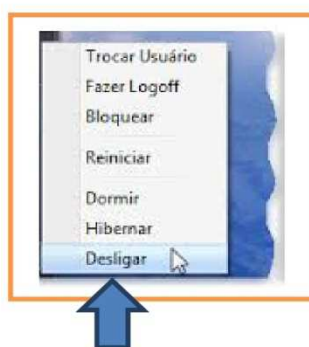 Trocar Usuário
Fazer Logoff
Bloquear
Reiniciar
Dormir
Hibernar
Desligar